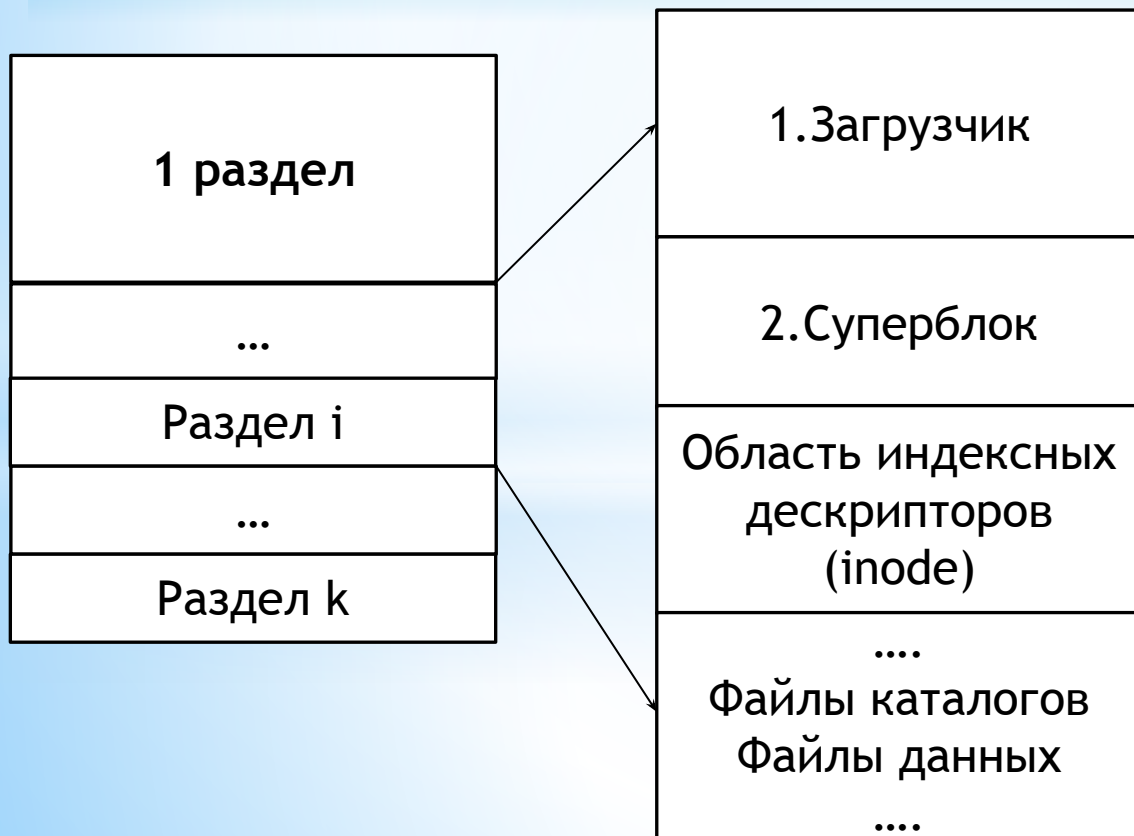 1 раздел
...
Раздел i
...
Раздел k
1.Загрузчик
2.Суперблок
Область индексных
дескрипторов
(inode)
....
Файлы каталогов
Файлы данных
....